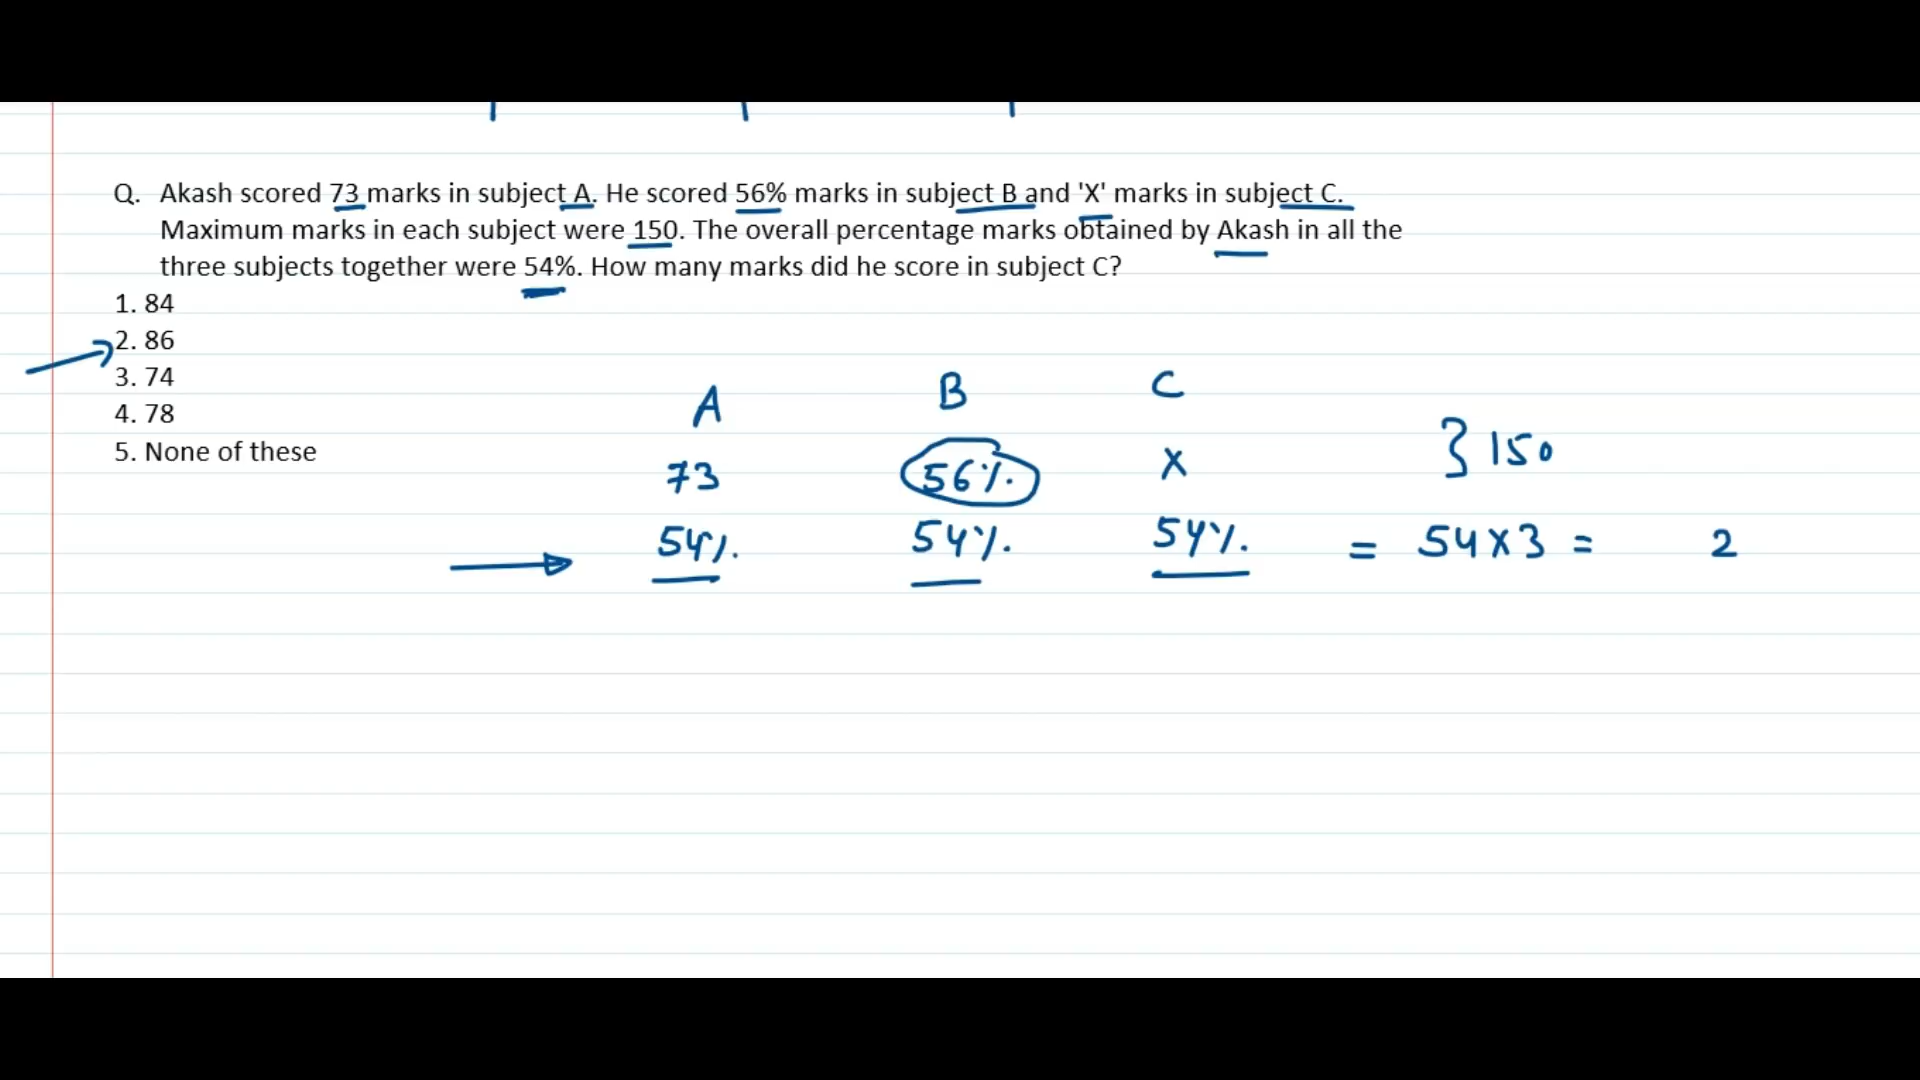 Q. Akash scored 73 marks in subject A. He scored 56% marks in subject B and 'X' marks in subject C.
Maximum marks in each subject were 150. The overall percentage marks obtained by Akash in all the
three subjects together were 54%. How many marks did he score in subject C?
1. 84
2. 86
3. 74
4. 78
5. None of these
A B C
73 56% X } 150
54% 54% 54% = 54x3 = 2